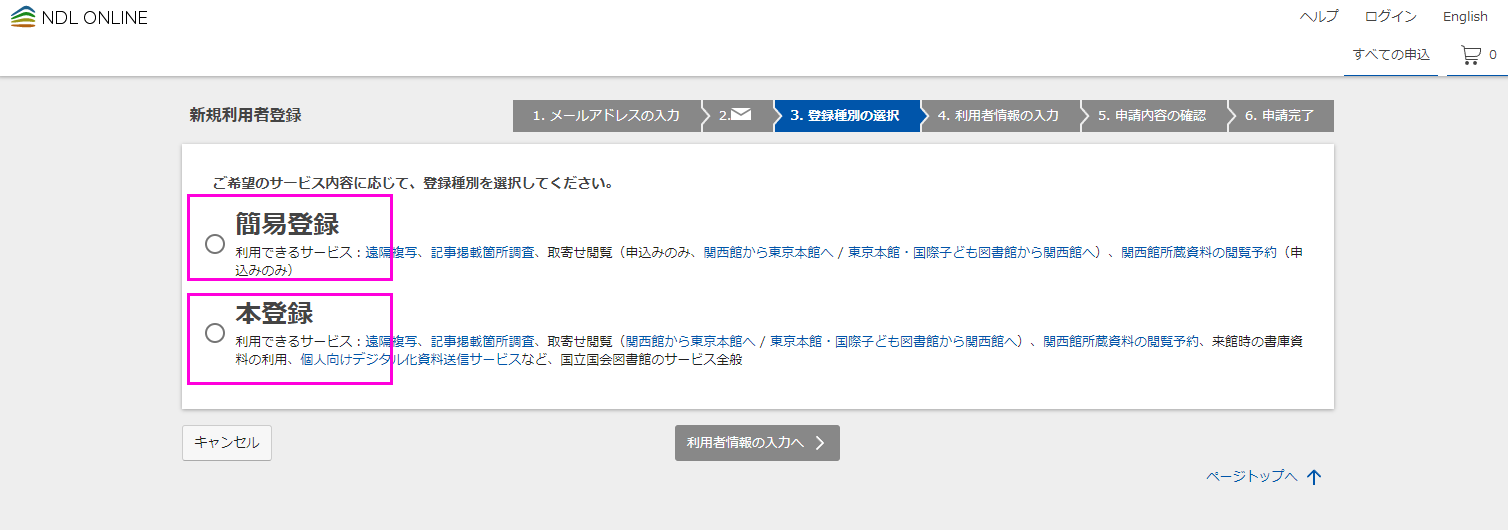 NDL ONLINE
ヘルプ ログイン English
すべての申込 0
新規利用者登録
1. メールアドレスの入力 2. 3. 登録種別の選択 4. 利用者情報の入力 5. 申請内容の確認 6. 申請完了
ご希望のサービス内容に応じて、登録種別を選択してください。
簡易登録
利用できるサービス：遠隔複写、記事掲載箇所調査、取寄せ閲覧（申込みのみ、関西館から東京本館へ / 東京本館・国際子ども図書館から関西館へ）、関西館所蔵資料の閲覧予約（申
込みのみ）
本登録
利用できるサービス：遠隔複写、記事掲載箇所調査、取寄せ閲覧（関西館から東京本館へ / 東京本館・国際子ども図書館から関西館へ）、関西館所蔵資料の閲覧予約、来館時の書庫資
料の利用、個人向けデジタル化資料送信サービスなど、国立国会図書館のサービス全般
キャンセル 利用者情報の入力へ
ページトップへ